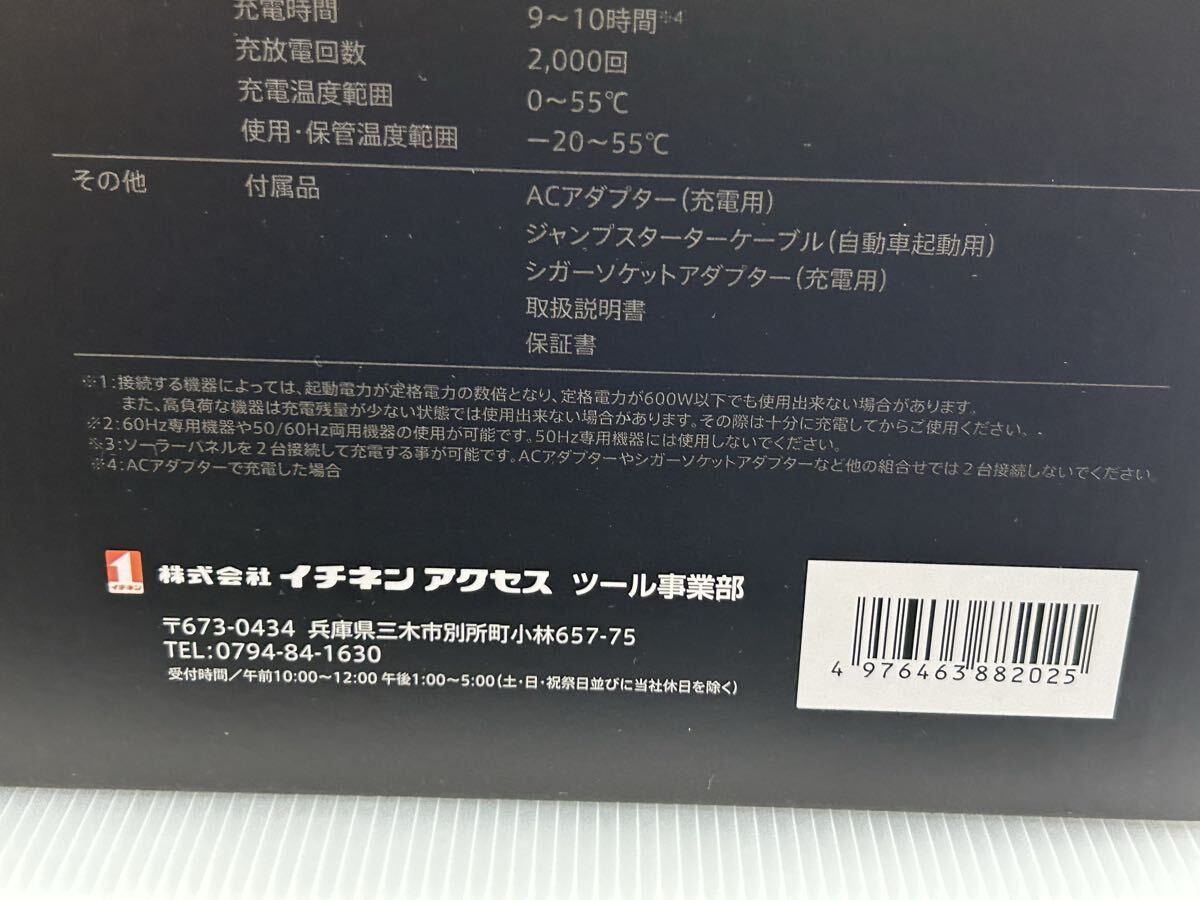 充電時間 9～10時間※4
充放電回数 2,000回
充電温度範囲 0～55℃
使用・保管温度範囲 －20～55℃
その他 付属品 ACアダプター(充電用)
ジャンプスターターケーブル(自動車起動用)
シガーソケットアダプター(充電用)
取扱説明書
保証書
※1：接続する機器によっては、起動電力が定格電力の数倍となり、定格電力が600W以下でも使用出来ない場合があります。
また、高負荷な機器は充電残量が少ない状態では使用出来ない場合があります。その際は十分に充電してからご使用ください。
※2：60Hz専用機器や50/60Hz両用機器の使用が可能です。50Hz専用機器には使用しないでください。
※3：ソーラーパネルを2台接続して充電する事が可能です。ACアダプターやシガーソケットアダプターなど他の組合せでは2台接続しないでください。
※4：ACアダプターで充電した場合
1 イチネン 株式会社 イチネン アクセス ツール事業部
〒673-0434 兵庫県三木市別所町小林657-75
TEL：0794-84-1630
受付時間／午前10:00～12:00 午後1:00～5:00(土・日・祝祭日並びに当社休日を除く)
4 976463 882025